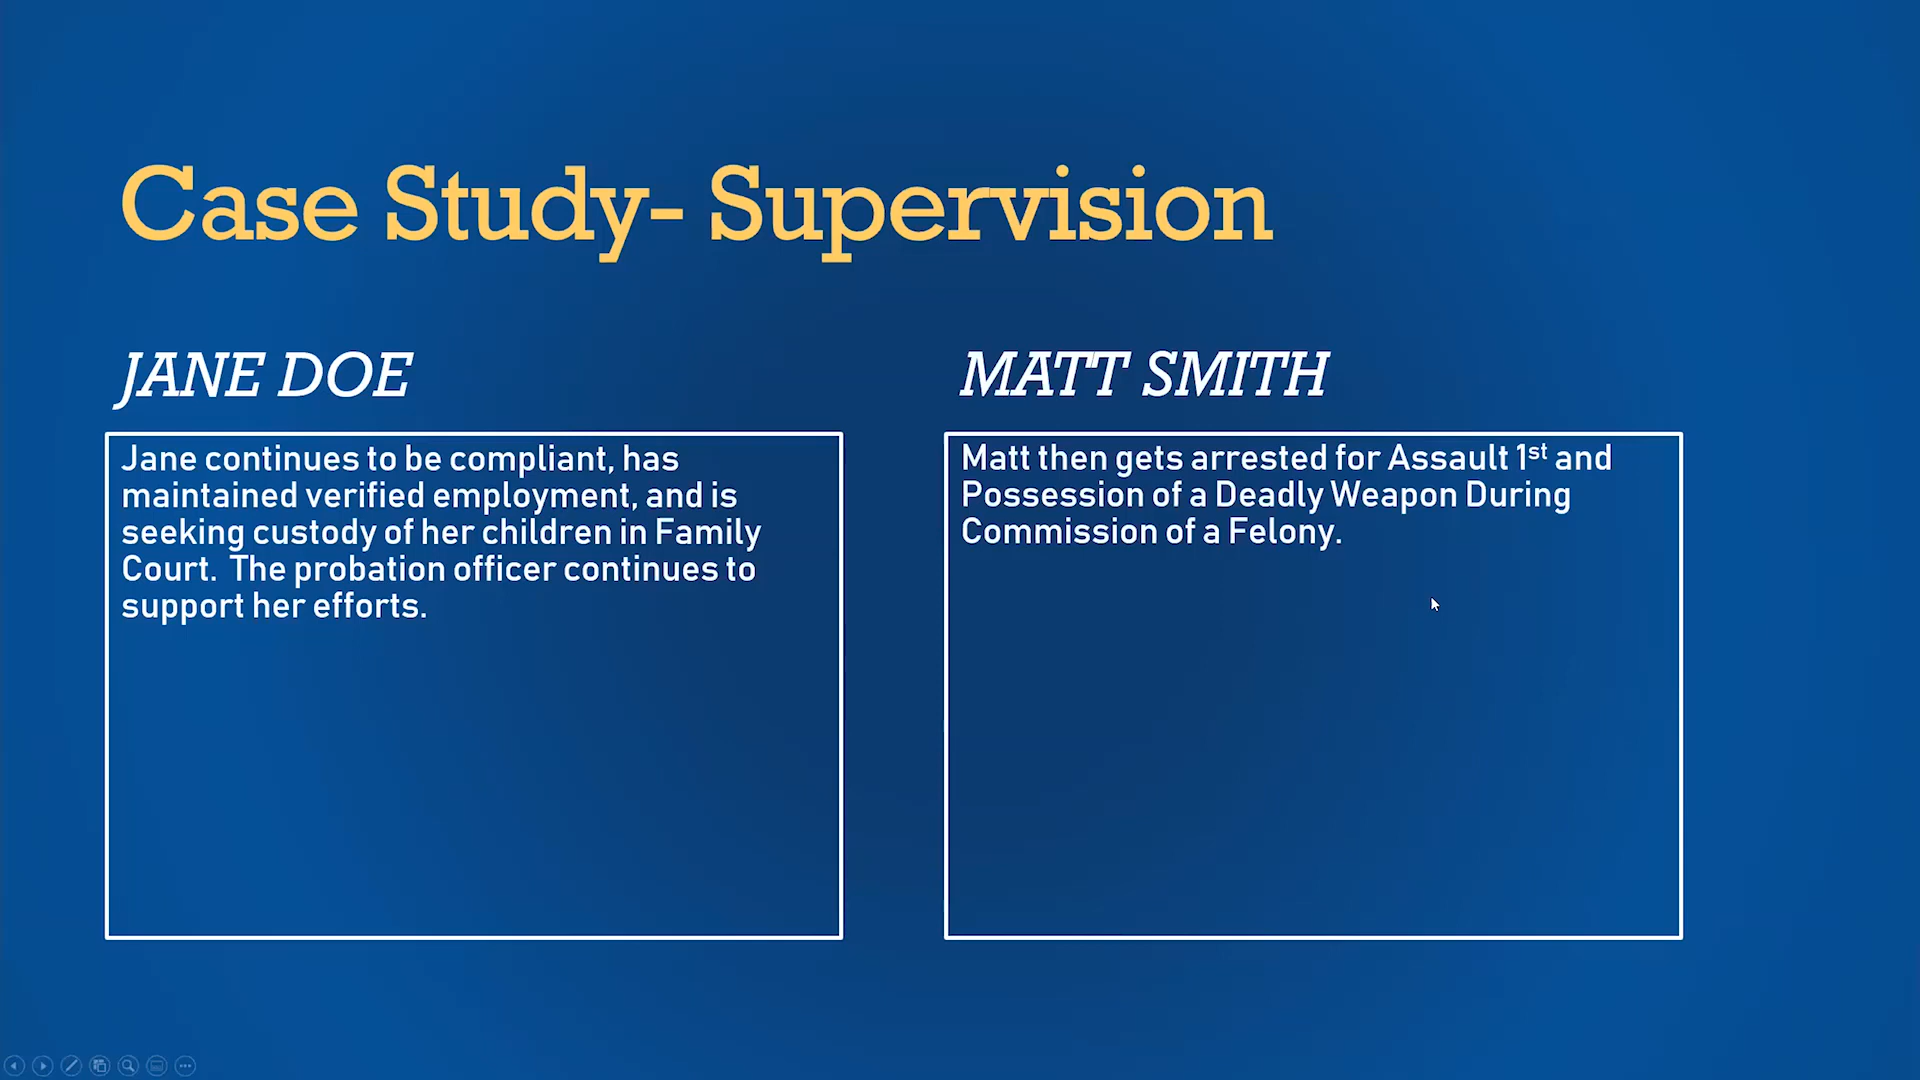 Case Study- Supervision
JANE DOE
Jane continues to be compliant, has
maintained verified employment, and is
seeking custody of her children in Family
Court.  The probation officer continues to
support her efforts.
MATT SMITH
Matt then gets arrested for Assault 1st and
Possession of a Deadly Weapon During
Commission of a Felony.